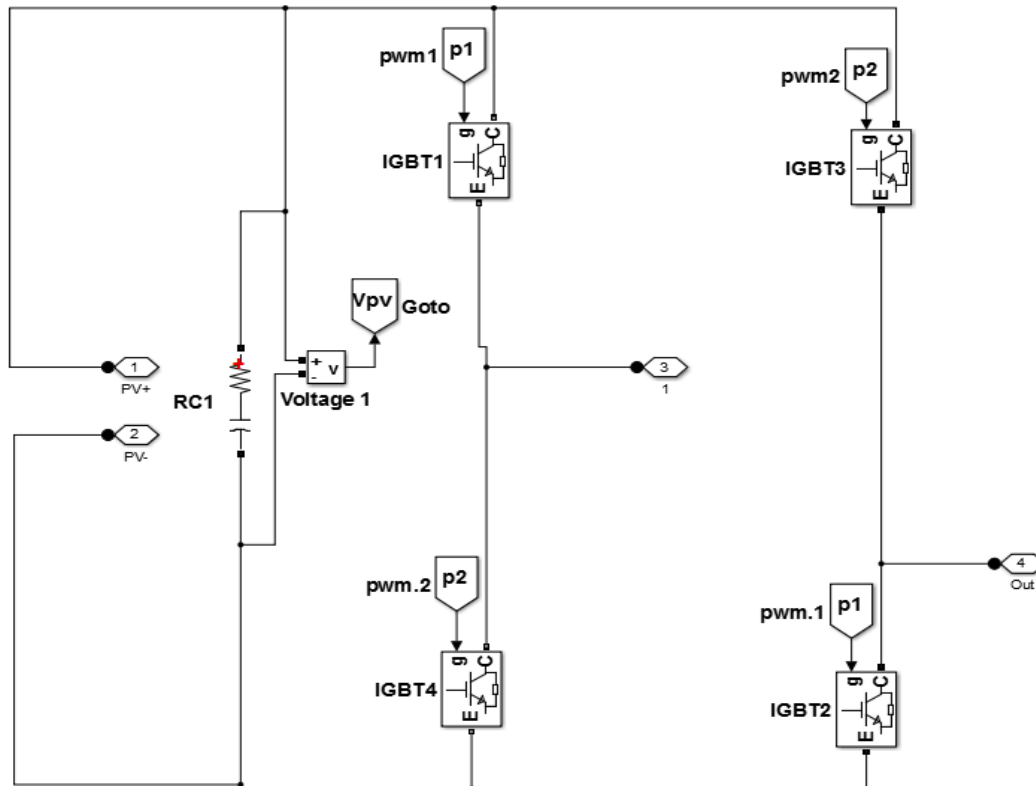 pwm1
p1
pwm2
p2
g
C
IGBT1
E
g
C
IGBT3
E
Vpv
Goto
1
PV+
+
-
v
3
1
RC1
Voltage 1
2
PV-
pwm.2
p2
4
Out
pwm.1
p1
g
C
IGBT4
E
g
C
IGBT2
E